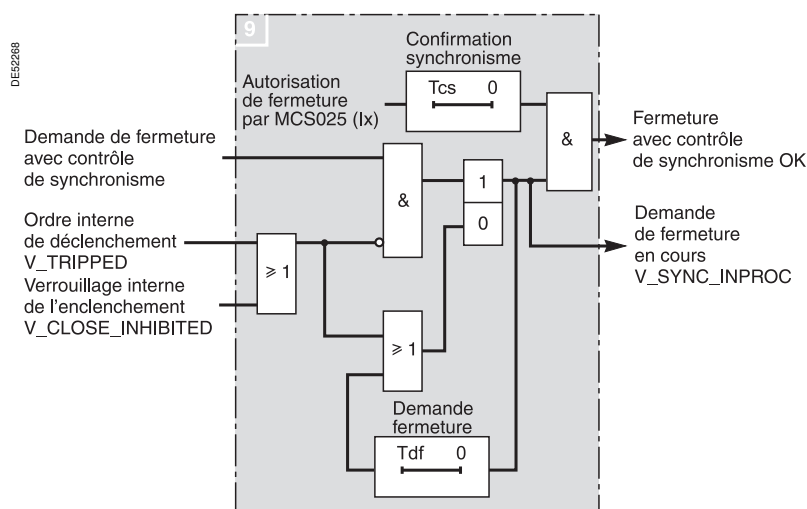 DE52268
9
Confirmation
synchronisme
Tcs 0
Autorisation
de fermeture
par MCS025 (Ix)
&
Fermeture
avec contrôle
de synchronisme OK
Demande de fermeture
avec contrôle
de synchronisme
&
1
0
Ordre interne
de déclenchement
V_TRIPPED
Verrouillage interne
de l'enclenchement
V_CLOSE_INHIBITED
⩾ 1
Demande
de fermeture
en cours
V_SYNC_INPROC
⩾ 1
Demande
fermeture
Tdf 0